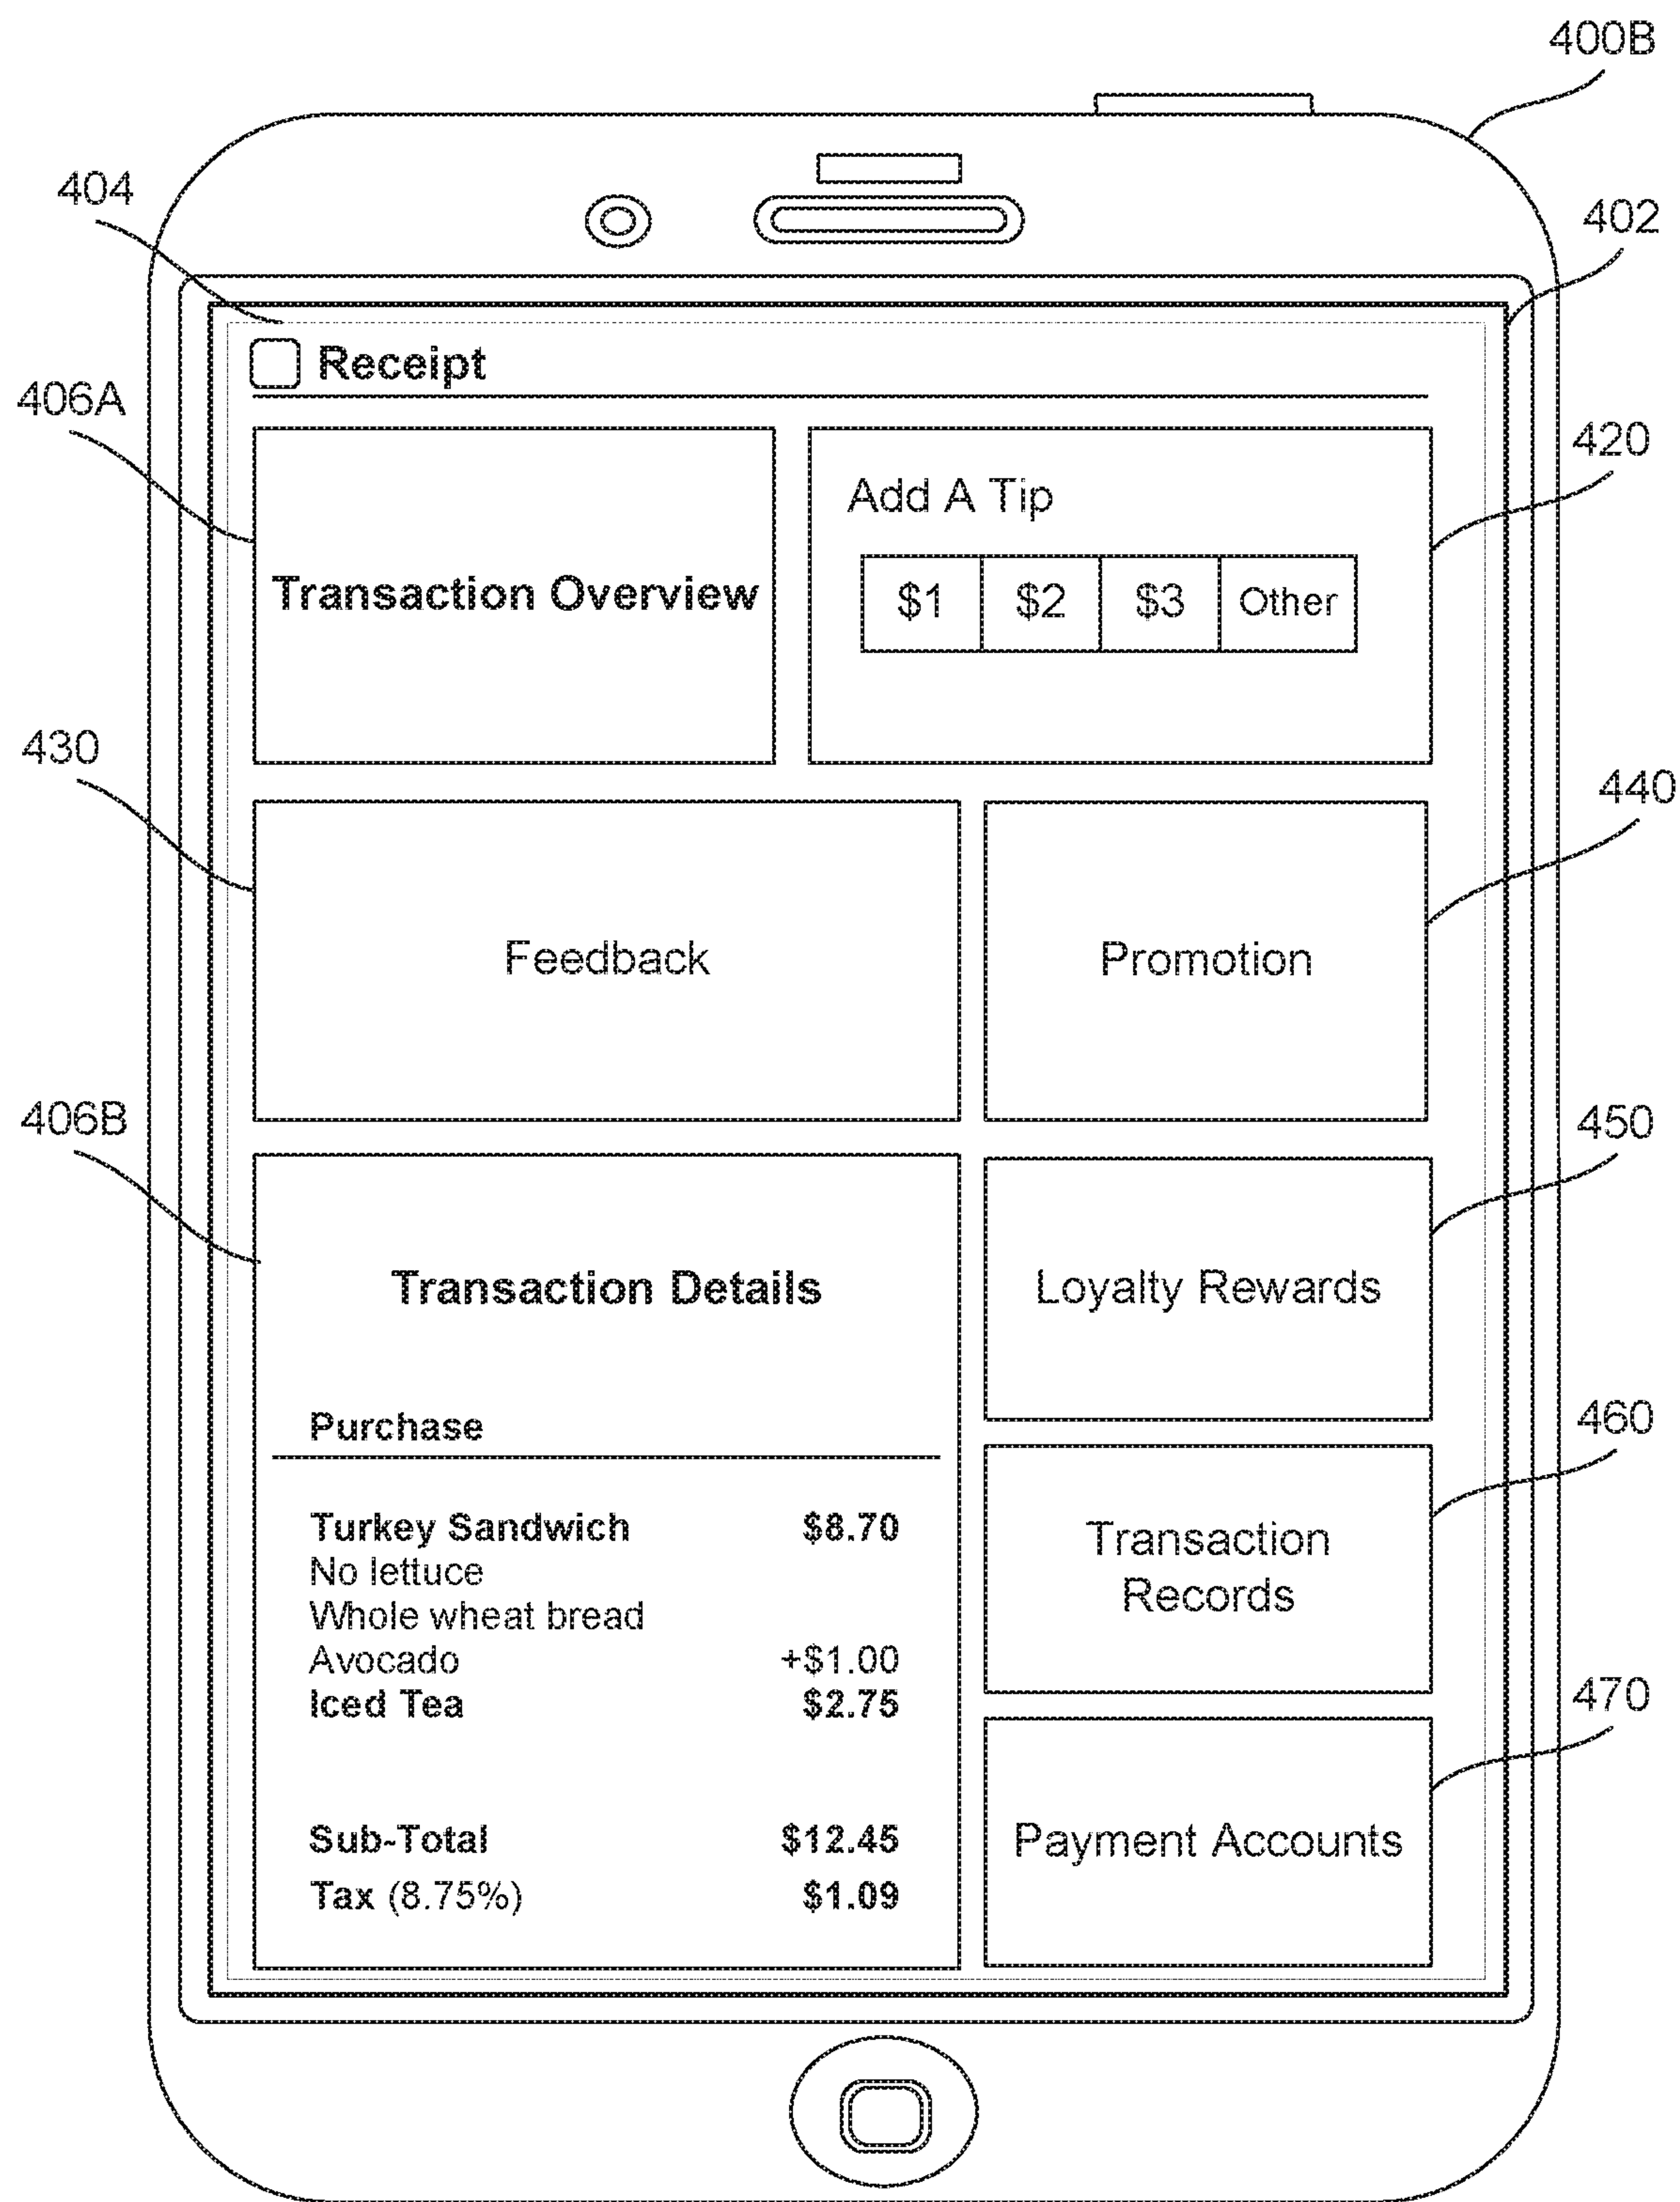 400B
404
402
Receipt
406A
420
Add A Tip
$1 $2 $3 Other
Transaction Overview
430
440
Feedback
Promotion
406B
450
Transaction Details
Loyalty Rewards
Purchase
460
Turkey Sandwich $8.70
No lettuce
Whole wheat bread
Avocado +$1.00
Iced Tea $2.75
Transaction
Records
470
Sub-Total $12.45
Tax (8.75%) $1.09
Payment Accounts